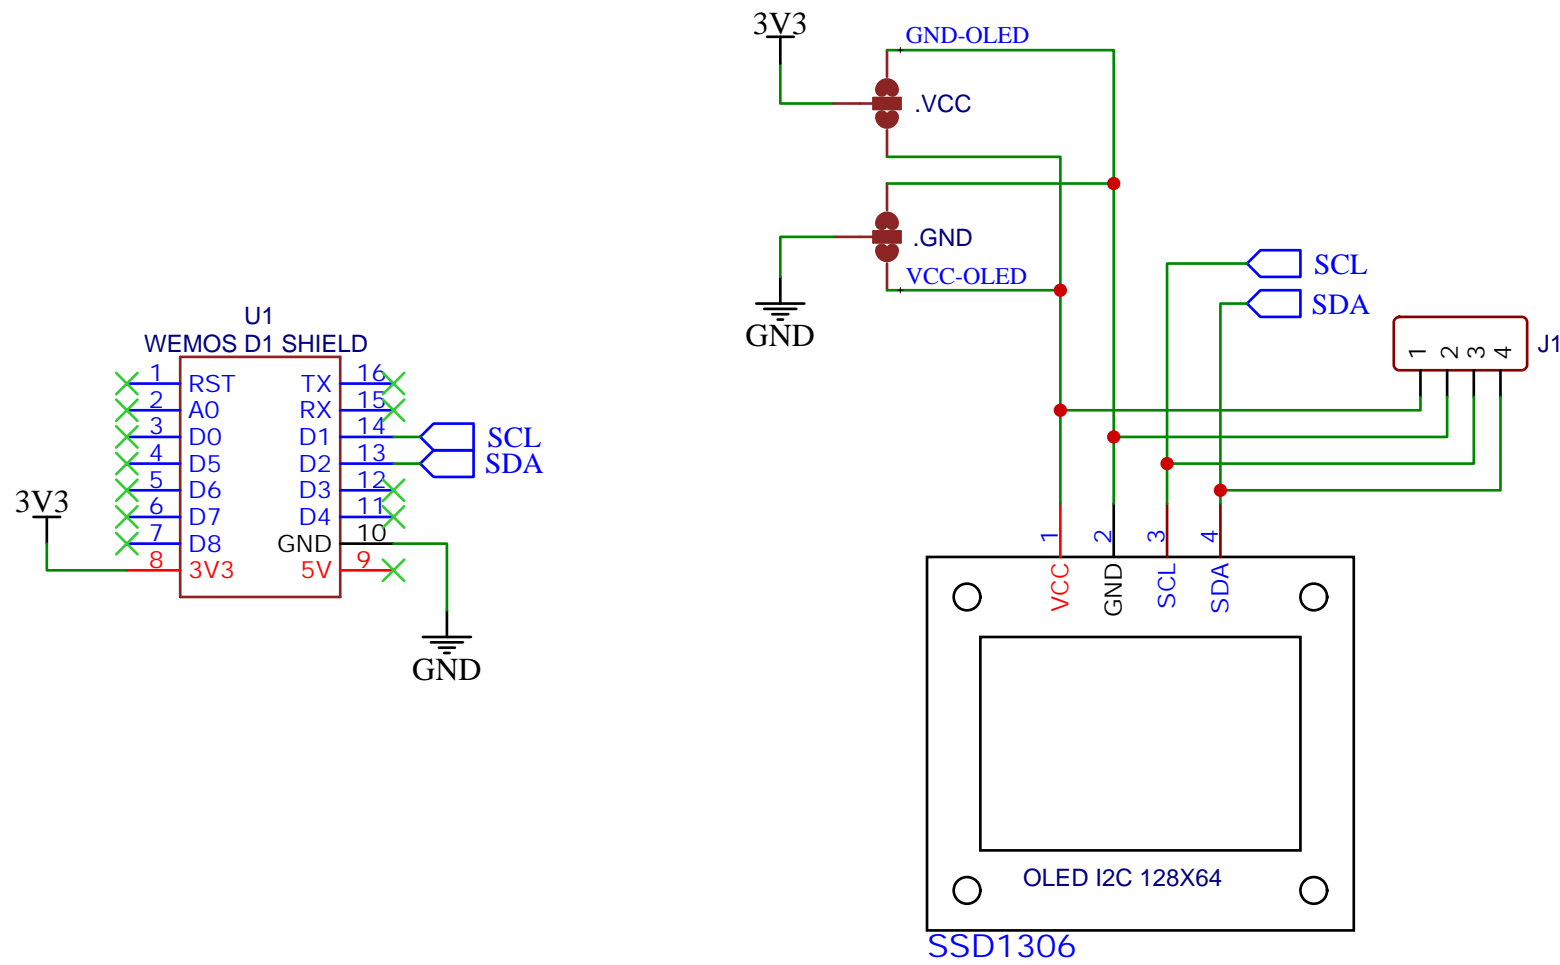 3V3
GND-OLED
.VCC
.GND
VCC-OLED
GND
SCL
SDA
J1
1 2 3 4
U1
WEMOS D1 SHIELD
1 RST TX 16
2 A0 RX 15
3 D0 D1 14 SCL
4 D5 D2 13 SDA
5 D6 D3 12
6 D7 D4 11
7 D8 GND 10
3V3
8 3V3 5V 9
GND
1 2 3 4
VCC GND SCL SDA
OLED I2C 128X64
SSD1306